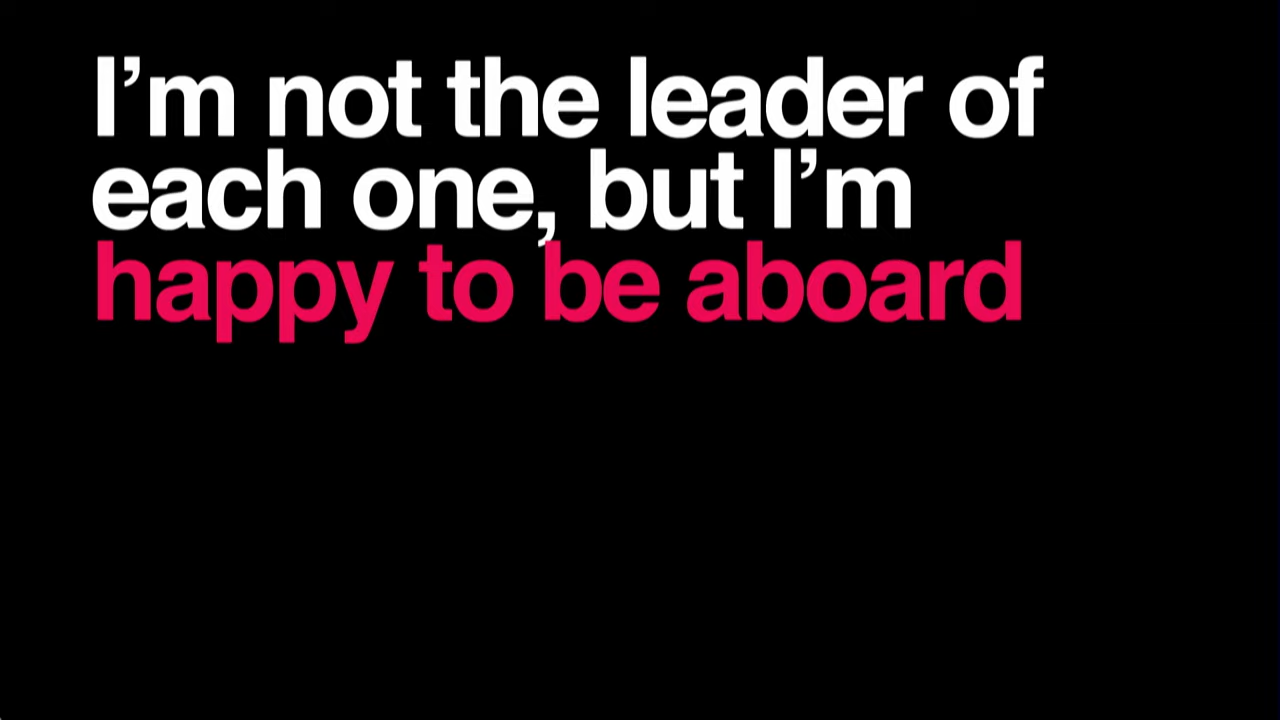 I’m not the leader of
each one, but I’m
happy to be aboard